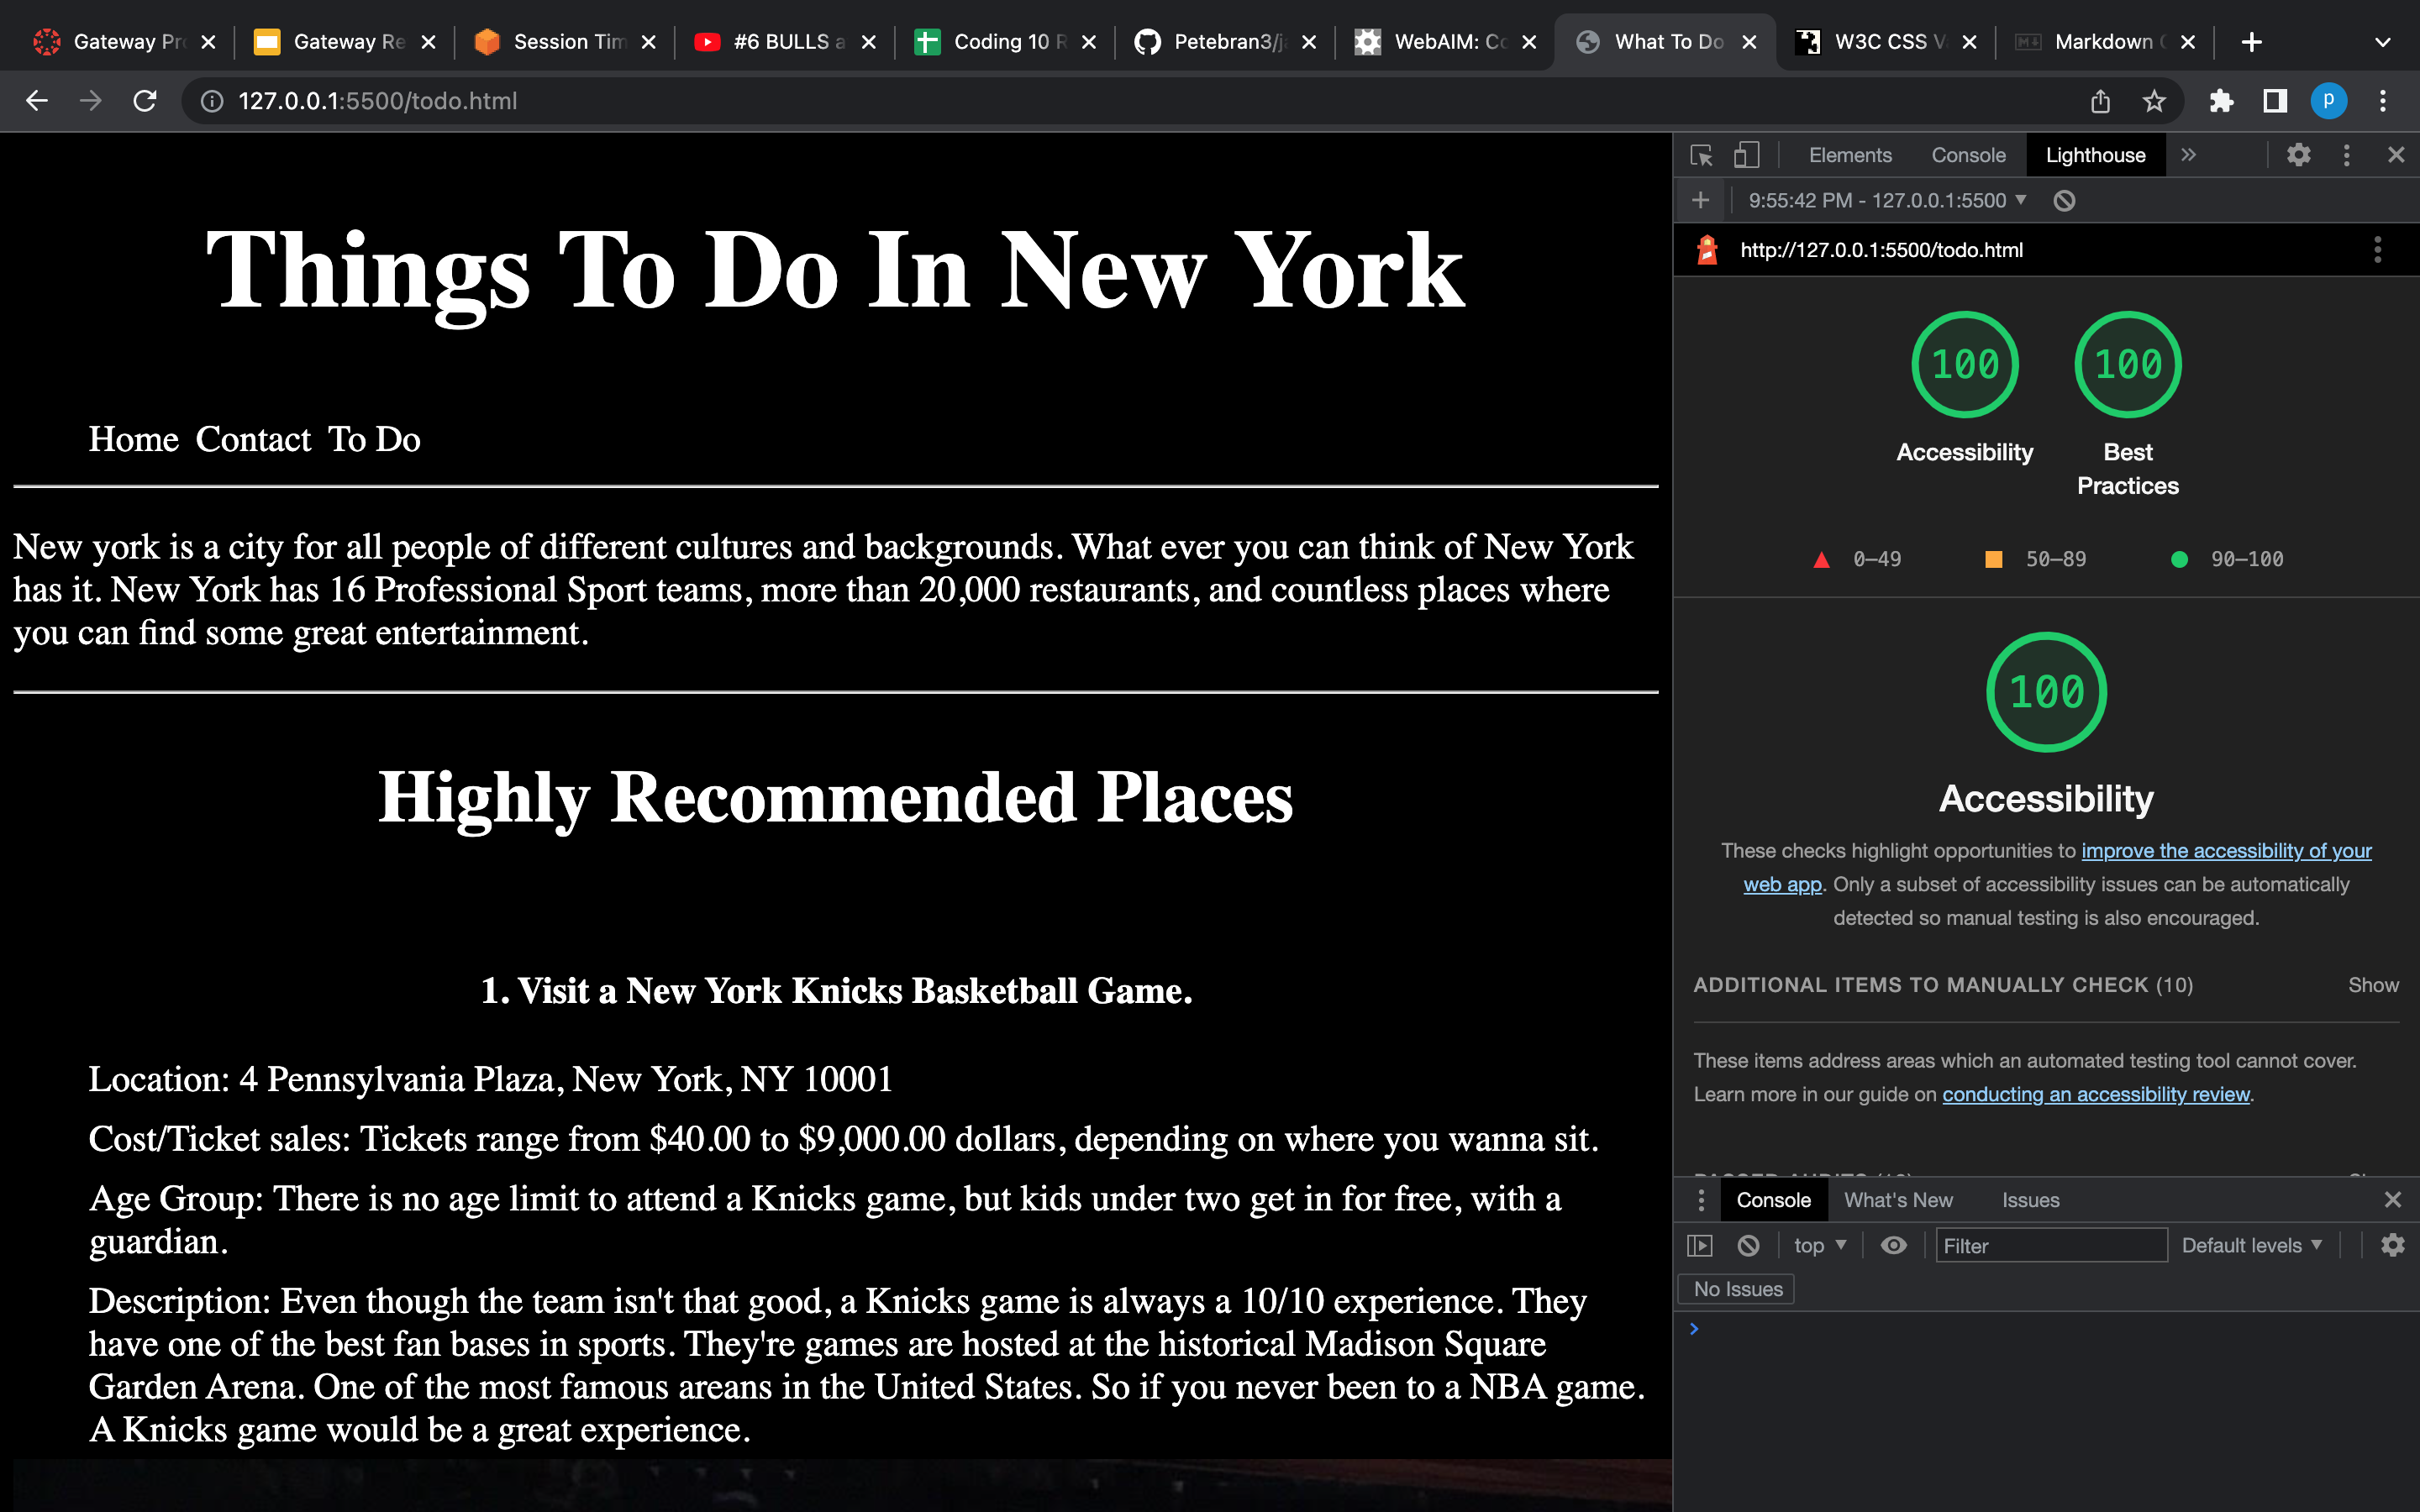 Gateway Pr
Gateway Re
Session Tim
#6 BULLS a
Coding 10 R
Petebran3/j
WebAIM: Co
What To Do
W3C CSS V
Markdown
127.0.0.1:5500/todo.html
p
Things To Do In New York
Home Contact To Do
New york is a city for all people of different cultures and backgrounds. What ever you can think of New York
has it. New York has 16 Professional Sport teams, more than 20,000 restaurants, and countless places where
you can find some great entertainment.
Highly Recommended Places
1. Visit a New York Knicks Basketball Game.
Location: 4 Pennsylvania Plaza, New York, NY 10001
Cost/Ticket sales: Tickets range from $40.00 to $9,000.00 dollars, depending on where you wanna sit.
Age Group: There is no age limit to attend a Knicks game, but kids under two get in for free, with a
guardian.
Description: Even though the team isn't that good, a Knicks game is always a 10/10 experience. They
have one of the best fan bases in sports. They're games are hosted at the historical Madison Square
Garden Arena. One of the most famous areans in the United States. So if you never been to a NBA game.
A Knicks game would be a great experience.
Elements Console Lighthouse
9:55:42 PM - 127.0.0.1:5500
http://127.0.0.1:5500/todo.html
100 100
Accessibility Best
Practices
0–49 50–89 90–100
100
Accessibility
These checks highlight opportunities to improve the accessibility of your
web app. Only a subset of accessibility issues can be automatically
detected so manual testing is also encouraged.
ADDITIONAL ITEMS TO MANUALLY CHECK (10) Show
These items address areas which an automated testing tool cannot cover.
Learn more in our guide on conducting an accessibility review.
Console What's New Issues
top Filter Default levels
No Issues